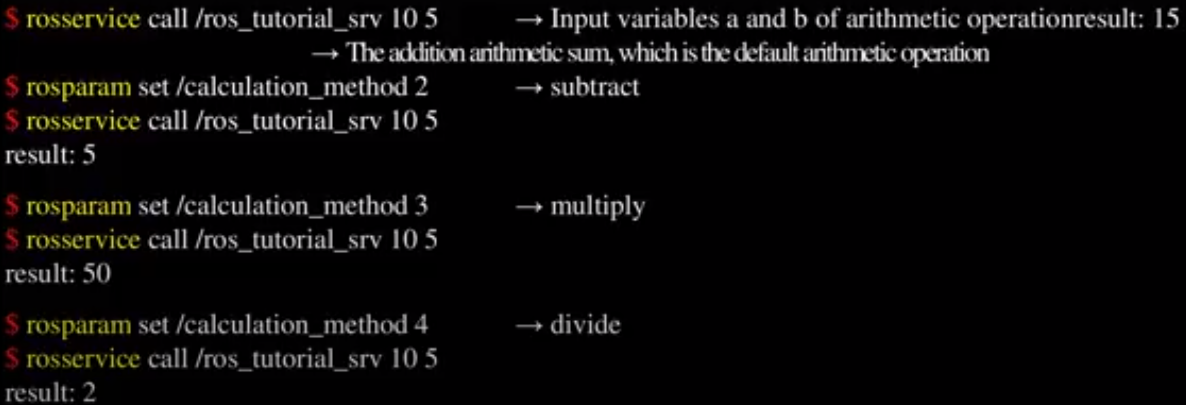 $ rosservice call /ros_tutorial_srv 10 5 → Input variables a and b of arithmetic operationresult: 15
→ The addition arithmetic sum, which is the default arithmetic operation
$ rosparam set /calculation_method 2 → subtract
$ rosservice call /ros_tutorial_srv 10 5
result: 5
$ rosparam set /calculation_method 3 → multiply
$ rosservice call /ros_tutorial_srv 10 5
result: 50
$ rosparam set /calculation_method 4 → divide
$ rosservice call /ros_tutorial_srv 10 5
result: 2